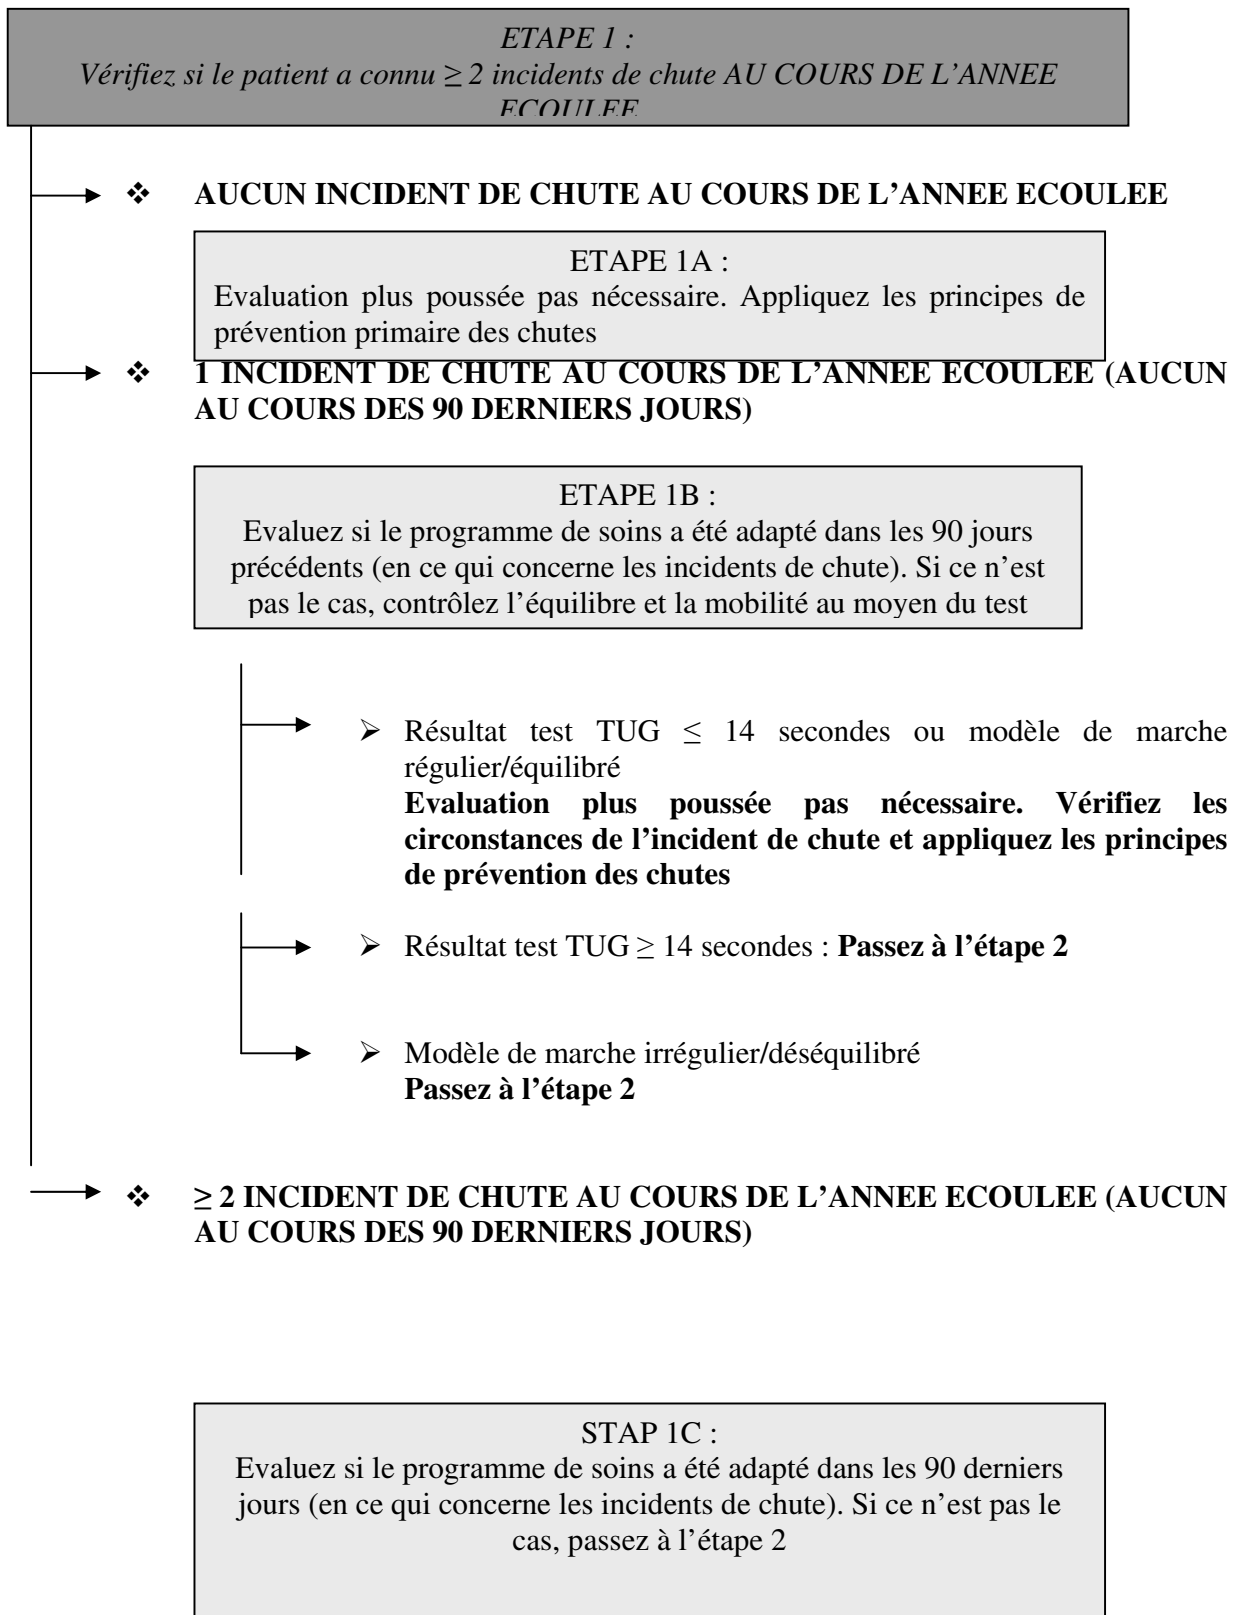 ETAPE 1 :
Vérifiez si le patient a connu ≥ 2 incidents de chute AU COURS DE L'ANNEE
ECOULEE
❖ AUCUN INCIDENT DE CHUTE AU COURS DE L'ANNEE ECOULEE
ETAPE 1A :
Evaluation plus poussée pas nécessaire. Appliquez les principes de
prévention primaire des chutes
❖ 1 INCIDENT DE CHUTE AU COURS DE L'ANNEE ECOULEE (AUCUN
AU COURS DES 90 DERNIERS JOURS)
ETAPE 1B :
Evaluez si le programme de soins a été adapté dans les 90 jours
précédents (en ce qui concerne les incidents de chute). Si ce n'est
pas le cas, contrôlez l'équilibre et la mobilité au moyen du test
➢ Résultat test TUG ≤ 14 secondes ou modèle de marche
régulier/équilibré
Evaluation plus poussée pas nécessaire. Vérifiez les
circonstances de l'incident de chute et appliquez les principes
de prévention des chutes
➢ Résultat test TUG ≥ 14 secondes : Passez à l'étape 2
➢ Modèle de marche irrégulier/déséquilibré
Passez à l'étape 2
❖ ≥ 2 INCIDENT DE CHUTE AU COURS DE L'ANNEE ECOULEE (AUCUN
AU COURS DES 90 DERNIERS JOURS)
STAP 1C :
Evaluez si le programme de soins a été adapté dans les 90 derniers
jours (en ce qui concerne les incidents de chute). Si ce n'est pas le
cas, passez à l'étape 2